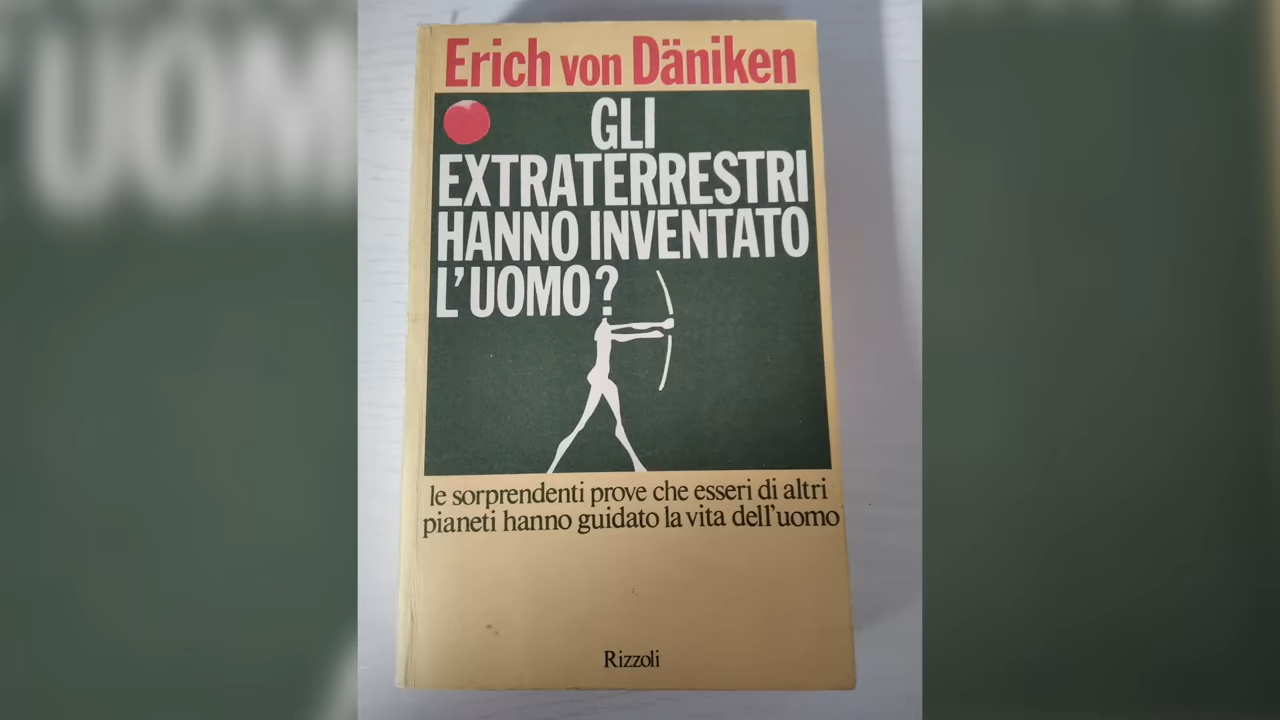 Erich von Däniken
GLI
EXTRATERRESTRI
HANNO INVENTATO
L'UOMO?
le sorprendenti prove che esseri di altri
pianeti hanno guidato la vita dell'uomo
Rizzoli